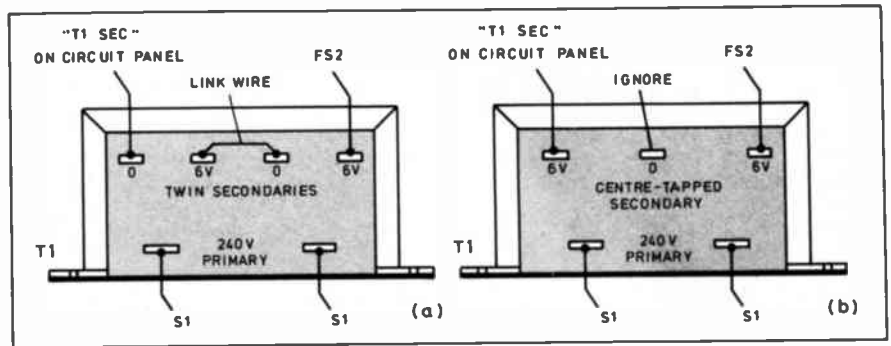 "T1 SEC"
ON CIRCUIT PANEL
FS2
LINK WIRE
0
6V
0
6V
TWIN SECONDARIES
240V
PRIMARY
T1
S1
S1
(a)
"T1 SEC"
ON CIRCUIT PANEL
FS2
IGNORE
6V
0
6V
CENTRE-TAPPED
SECONDARY
240V
PRIMARY
T1
S1
S1
(b)